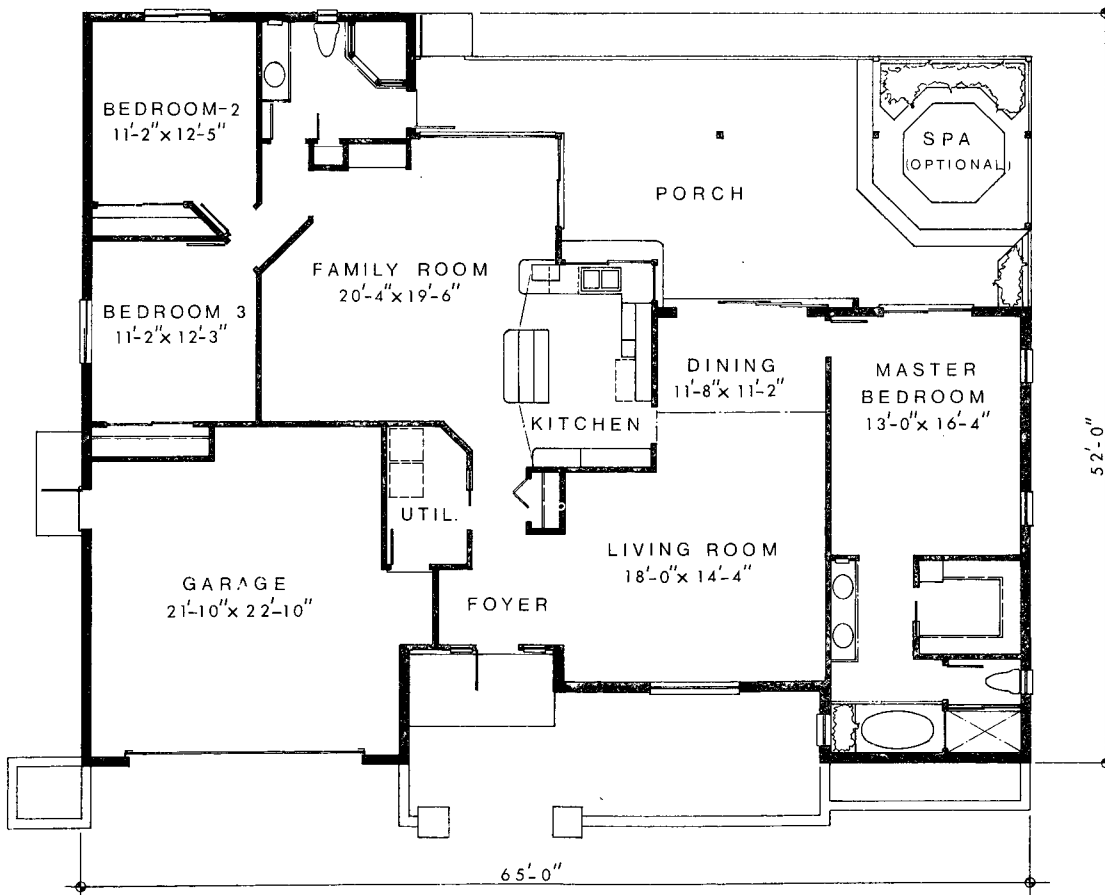 BEDROOM-2
11'-2" x 12'-5"
SPA
(OPTIONAL)
PORCH
FAMILY ROOM
20'-4" x 19'-6"
BEDROOM 3
11'-2" x 12'-3"
DINING
11'-8" x 11'-2"
MASTER
BEDROOM
13'-0" x 16'-4"
KITCHEN
52'-0"
UTIL.
LIVING ROOM
18'-0" x 14'-4"
GARAGE
21'-10" x 22'-10"
FOYER
65'-0"